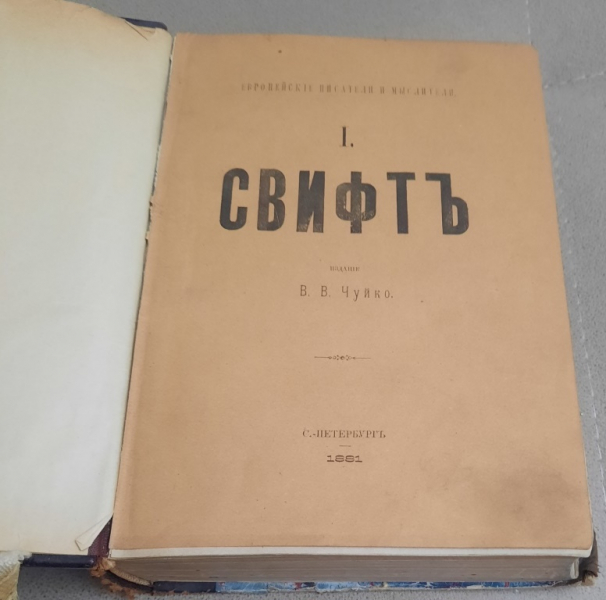 ЕВРОПЕЙСКІЕ ПИСАТЕЛИ И МЫСЛИТЕЛИ
I.
СВИФТЪ
ИЗДАНІЕ
В. В. Чуйко.
С.-ПЕТЕРБУРГЪ
1881